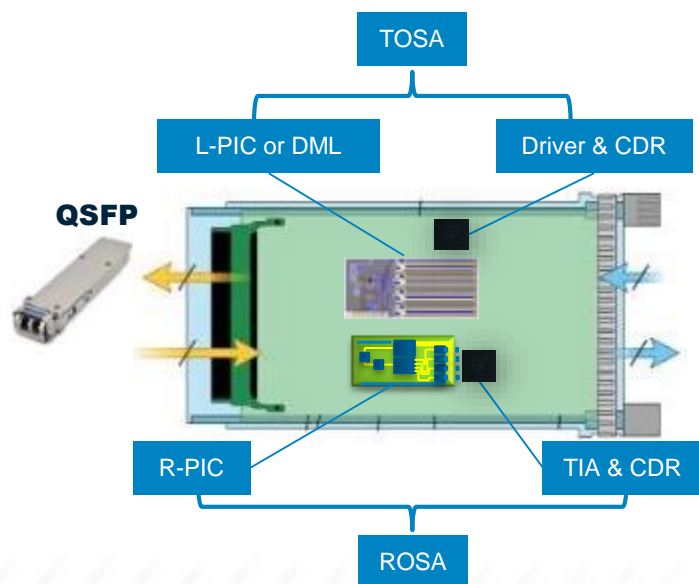 TOSA
L-PIC or DML
Driver & CDR
QSFP
R-PIC
TIA & CDR
ROSA